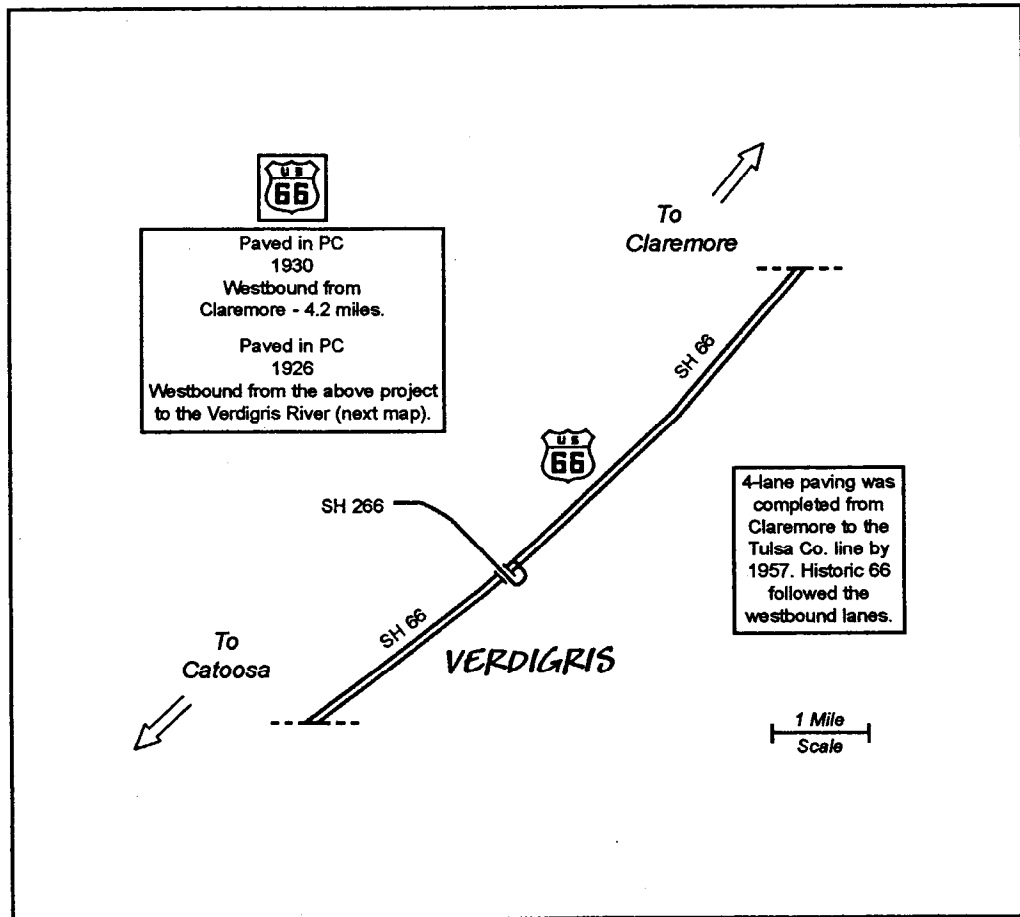 US
66
Paved in PC
1930
Westbound from
Claremore - 4.2 miles.
Paved in PC
1926
Westbound from the above project
to the Verdigris River (next map).
To
Claremore
SH 66
US
66
SH 266
4-lane paving was
completed from
Claremore to the
Tulsa Co. line by
1957. Historic 66
followed the
westbound lanes.
SH 66
To
Catoosa
VERDIGRIS
1 Mile
Scale